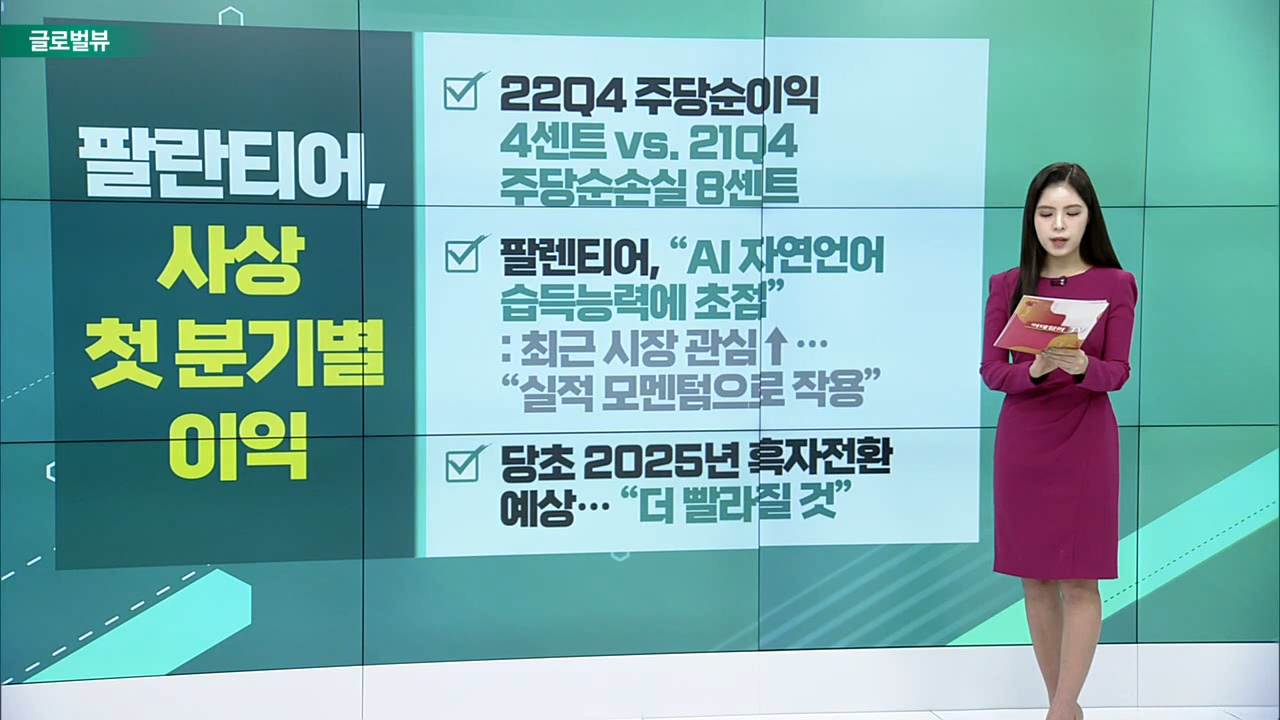 글로벌뷰
팔란티어,
사상
첫 분기별
이익
22Q4 주당순이익
4센트 vs. 21Q4
주당순손실 8센트
팔렌티어, “AI 자연언어
습득능력에 초점”
: 최근 시장 관심↑…
“실적 모멘텀으로 작용”
당초 2025년 흑자전환
예상… “더 빨라질 것”